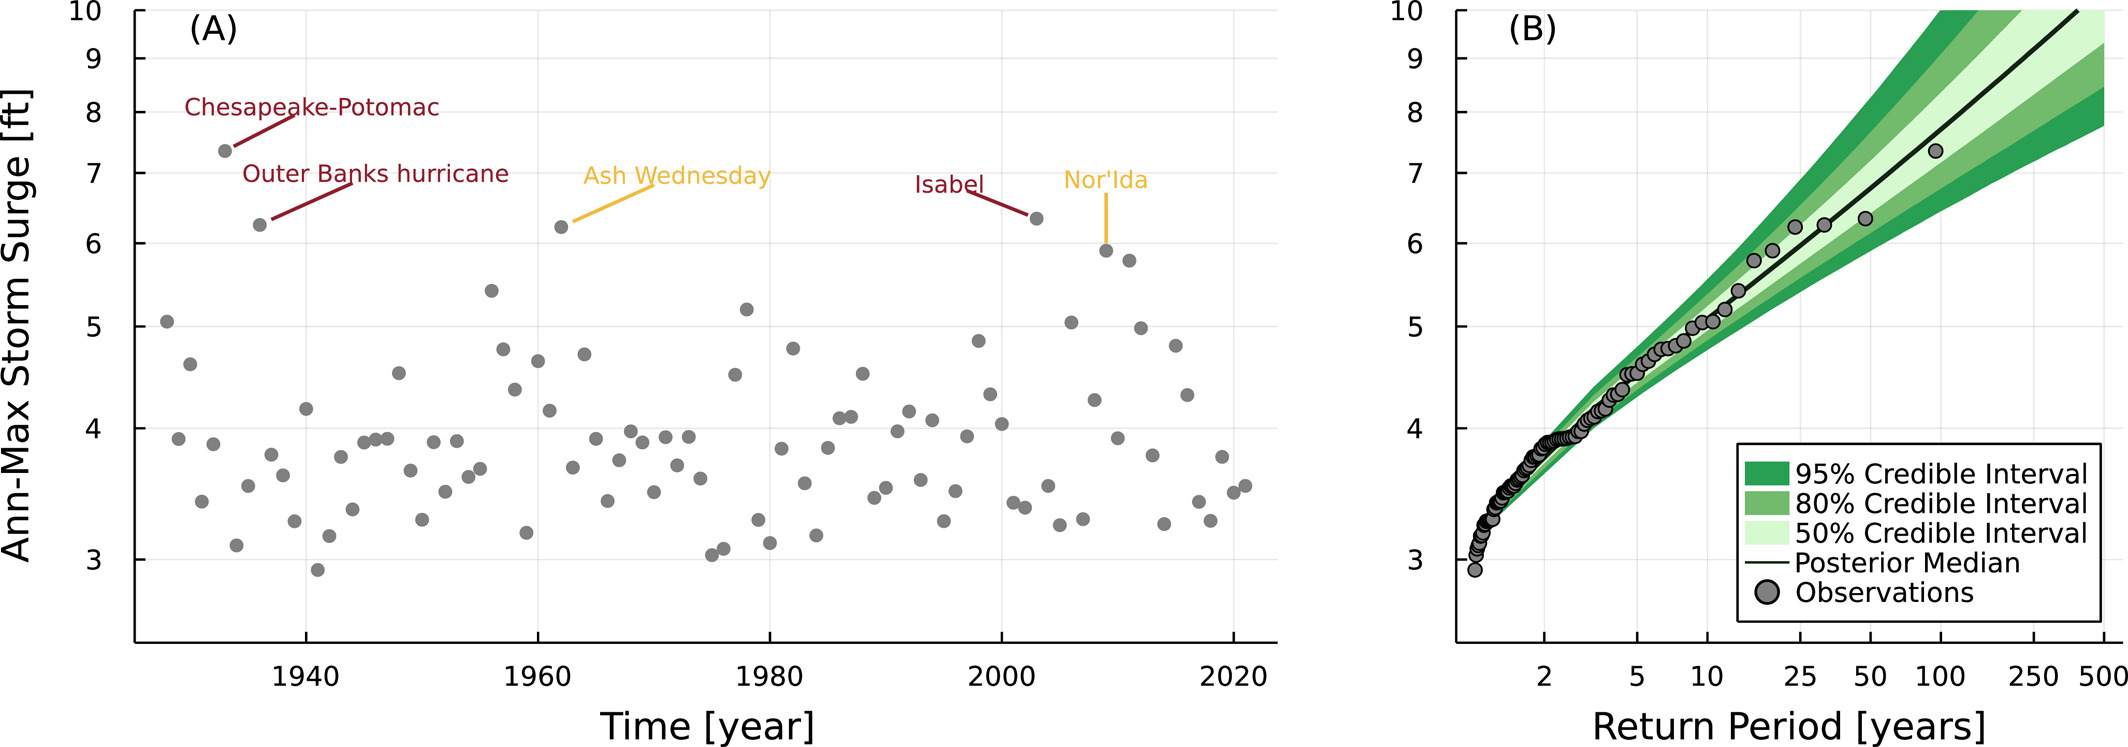 (A)
Ann-Max Storm Surge [ft]
10
9
8
7
6
5
4
3
Chesapeake-Potomac
Outer Banks hurricane
Ash Wednesday
Isabel
Nor'Ida
1940 1960 1980 2000 2020
Time [year]
(B)
10
9
8
7
6
5
4
3
95% Credible Interval
80% Credible Interval
50% Credible Interval
Posterior Median
Observations
2 5 10 25 50 100 250 500
Return Period [years]